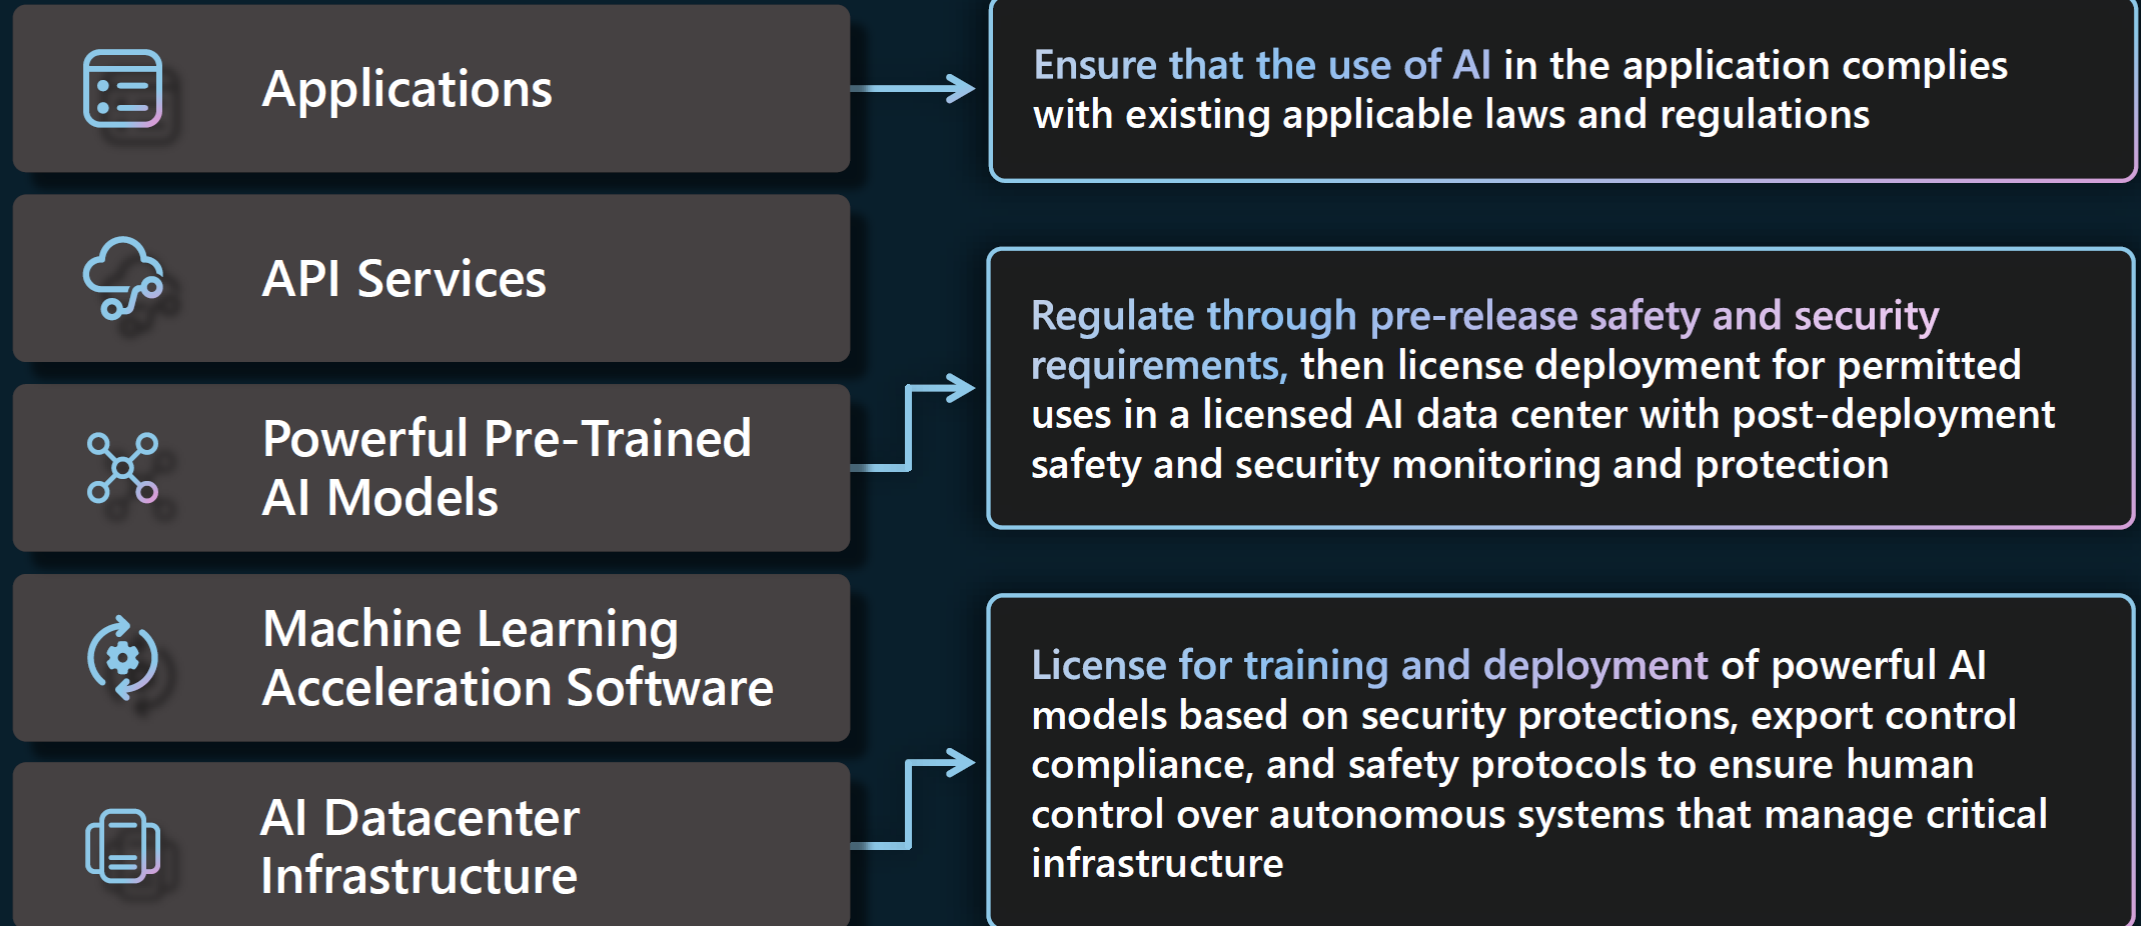 Applications
Ensure that the use of AI in the application complies
with existing applicable laws and regulations
API Services
Powerful Pre-Trained
AI Models
Regulate through pre-release safety and security
requirements, then license deployment for permitted
uses in a licensed AI data center with post-deployment
safety and security monitoring and protection
Machine Learning
Acceleration Software
AI Datacenter
Infrastructure
License for training and deployment of powerful AI
models based on security protections, export control
compliance, and safety protocols to ensure human
control over autonomous systems that manage critical
infrastructure